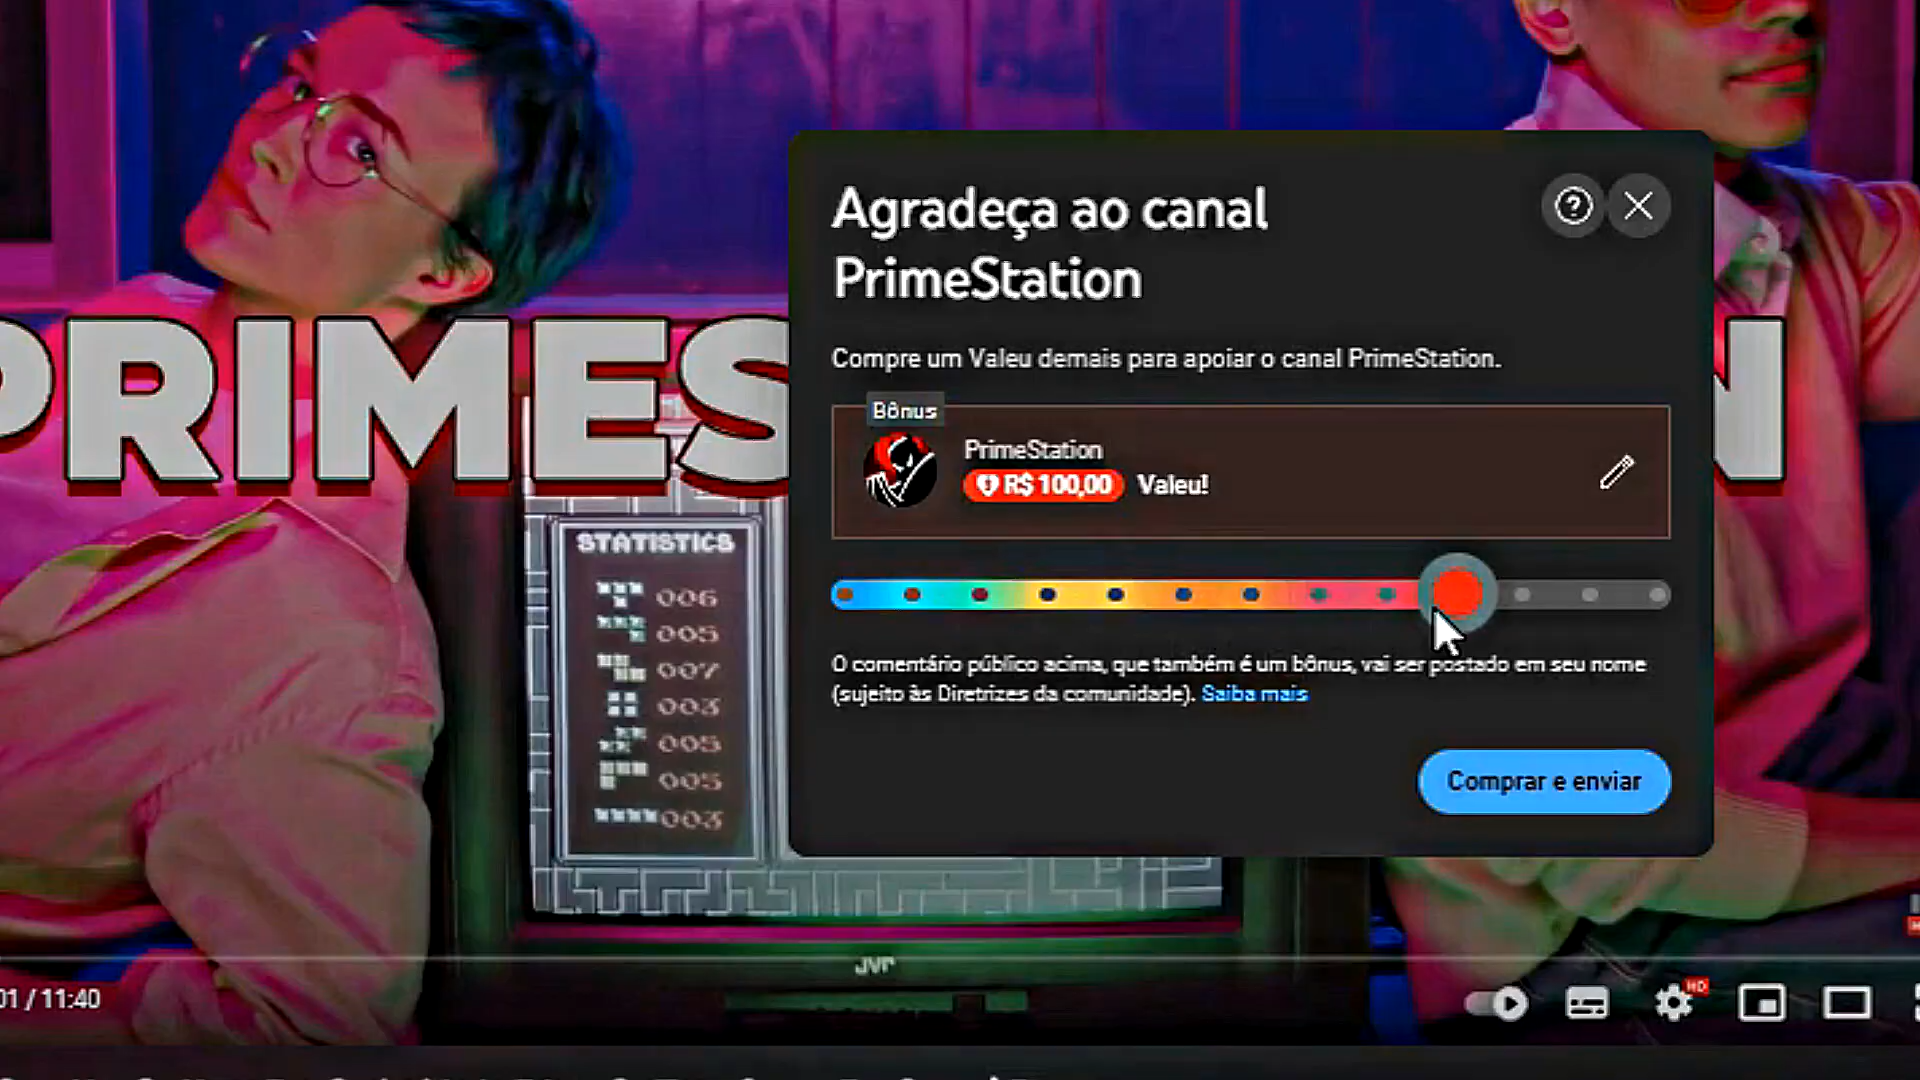 Agradeça ao canal
PrimeStation
Compre um Valeu demais para apoiar o canal PrimeStation.
Bônus
PrimeStation
R$ 100,00 Valeu!
O comentário público acima, que também é um bônus, vai ser postado em seu nome
(sujeito às Diretrizes da comunidade). Saiba mais
Comprar e enviar
PRIMES
N
STATISTICS
006
005
007
003
005
005
003
JVC
01 / 11:40
HD